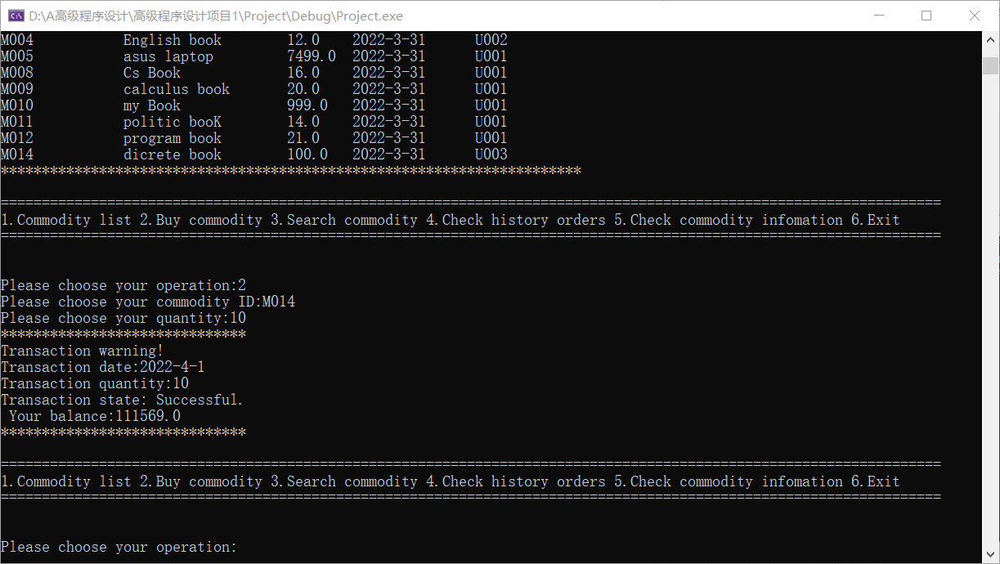 D:\A高级程序设计\高级程序设计项目1\Project\Debug\Project.exe
M004 English book 12.0 2022-3-31 U002
M005 asus laptop 7499.0 2022-3-31 U001
M008 Cs Book 16.0 2022-3-31 U001
M009 calculus book 20.0 2022-3-31 U001
M010 my Book 999.0 2022-3-31 U001
M011 politic booK 14.0 2022-3-31 U001
M012 program book 21.0 2022-3-31 U001
M014 dicrete book 100.0 2022-3-31 U003
***********************************************************************
===================================================================================================================
1.Commodity list 2.Buy commodity 3.Search commodity 4.Check history orders 5.Check commodity infomation 6.Exit
===================================================================================================================
Please choose your operation:2
Please choose your commodity ID:M014
Please choose your quantity:10
******************************
Transaction warning!
Transaction date:2022-4-1
Transaction quantity:10
Transaction state: Successful.
Your balance:111569.0
******************************
===================================================================================================================
1.Commodity list 2.Buy commodity 3.Search commodity 4.Check history orders 5.Check commodity infomation 6.Exit
===================================================================================================================
Please choose your operation: